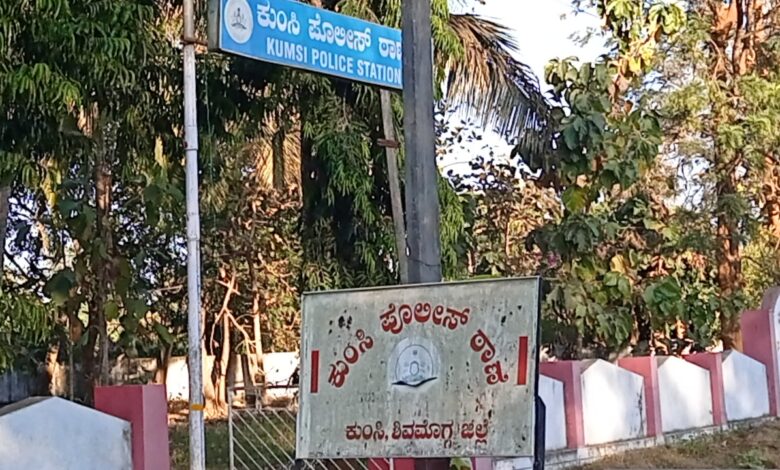 ಕುಂಸಿ ಪೊಲೀಸ್ ಠಾಣೆ
KUMSI POLICE STATION
ಕುಂಸಿ ಪೊಲೀಸ್ ಠಾಣೆ
ಕುಂಸಿ, ಶಿವಮೊಗ್ಗ ಜಿಲ್ಲೆ